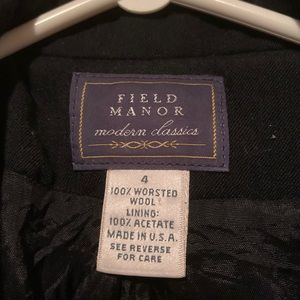 FIELD
MANOR
modern classics
4
100% WORSTED
WOOL
LINING:
100% ACETATE
MADE IN U.S.A.
SEE REVERSE
FOR CARE